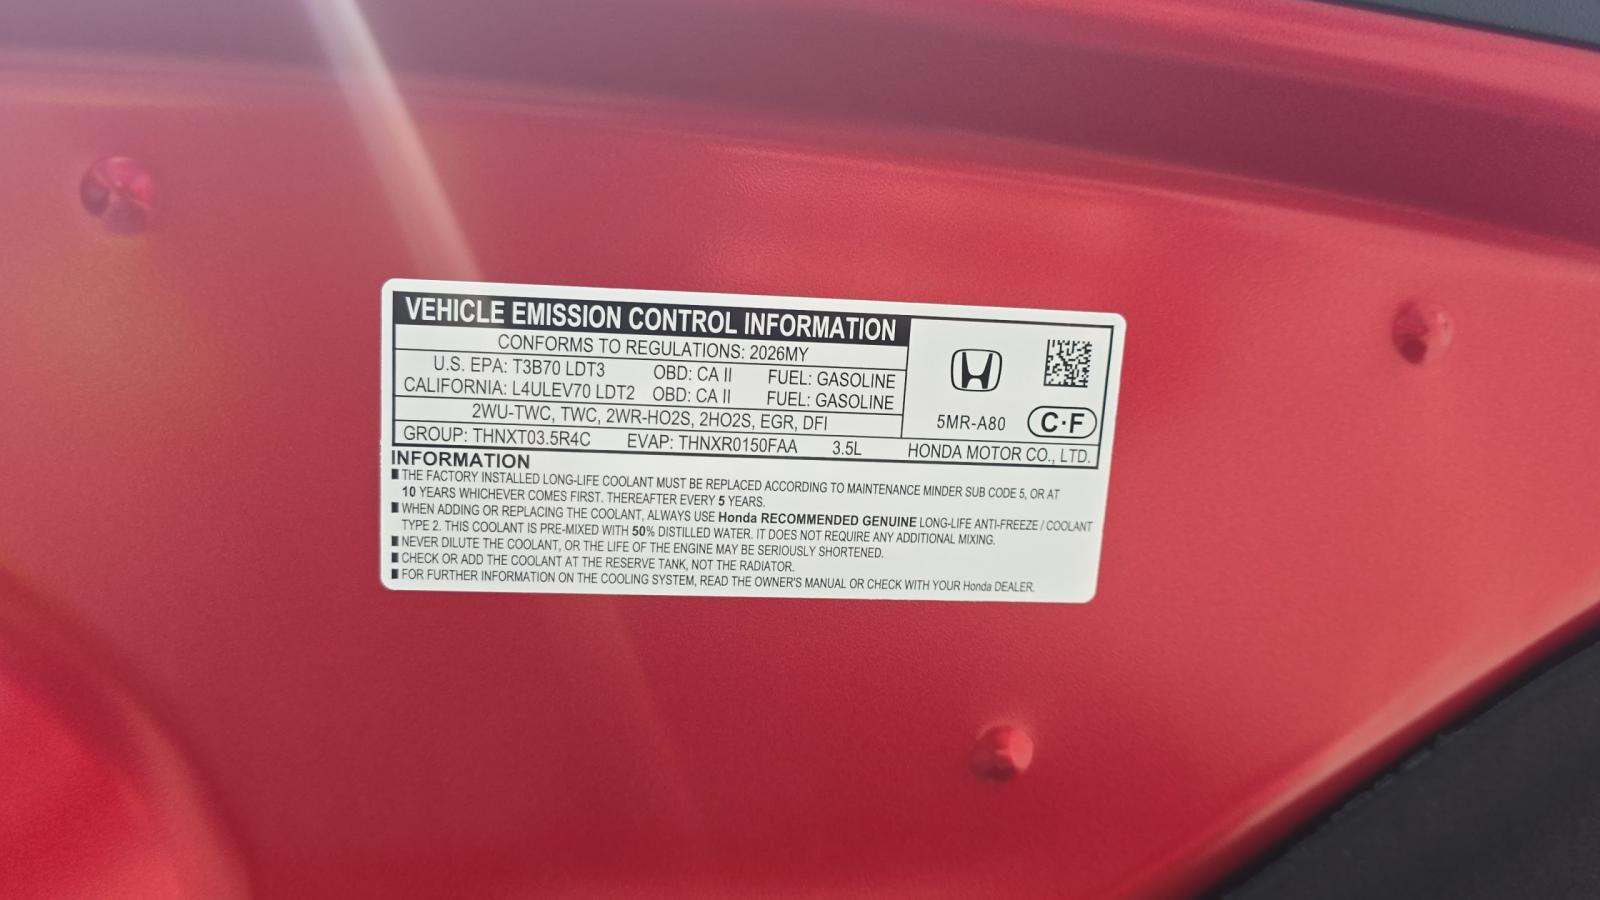 VEHICLE EMISSION CONTROL INFORMATION
CONFORMS TO REGULATIONS: 2026MY
U.S. EPA: T3B70 LDT3 OBD: CA II FUEL: GASOLINE
CALIFORNIA: L4ULEV70 LDT2 OBD: CA II FUEL: GASOLINE
2WU-TWC, TWC, 2WR-HO2S, 2HO2S, EGR, DFI
GROUP: THNXT03.5R4C EVAP: THNXR0150FAA 3.5L
5MR-A80 C·F
HONDA MOTOR CO., LTD.
INFORMATION
THE FACTORY INSTALLED LONG-LIFE COOLANT MUST BE REPLACED ACCORDING TO MAINTENANCE MINDER SUB CODE 5, OR AT
10 YEARS WHICHEVER COMES FIRST. THEREAFTER EVERY 5 YEARS.
WHEN ADDING OR REPLACING THE COOLANT, ALWAYS USE Honda RECOMMENDED GENUINE LONG-LIFE ANTI-FREEZE / COOLANT
TYPE 2. THIS COOLANT IS PRE-MIXED WITH 50% DISTILLED WATER. IT DOES NOT REQUIRE ANY ADDITIONAL MIXING.
NEVER DILUTE THE COOLANT, OR THE LIFE OF THE ENGINE MAY BE SERIOUSLY SHORTENED.
CHECK OR ADD THE COOLANT AT THE RESERVE TANK, NOT THE RADIATOR.
FOR FURTHER INFORMATION ON THE COOLING SYSTEM, READ THE OWNER'S MANUAL OR CHECK WITH YOUR Honda DEALER.